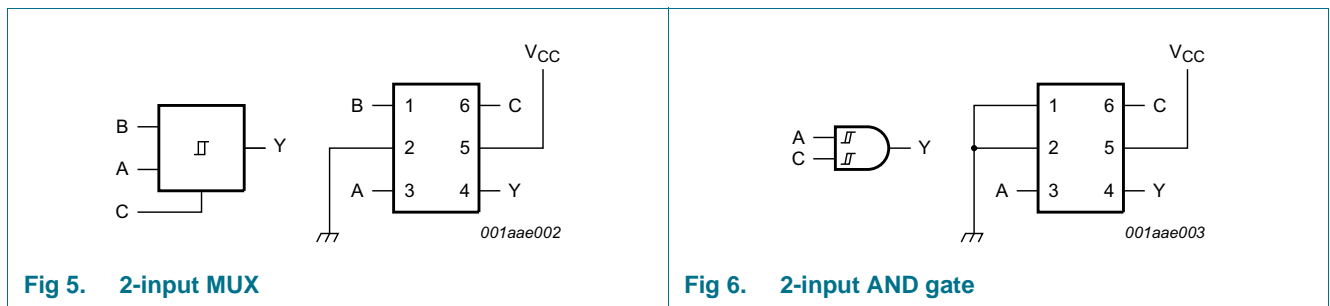 VCC
B 1 6 C
B
Y
2 5
A
A 3 4 Y
C
001aae002
Fig 5. 2-input MUX
VCC
1 6 C
A
C
Y
2 5
A 3 4 Y
001aae003
Fig 6. 2-input AND gate